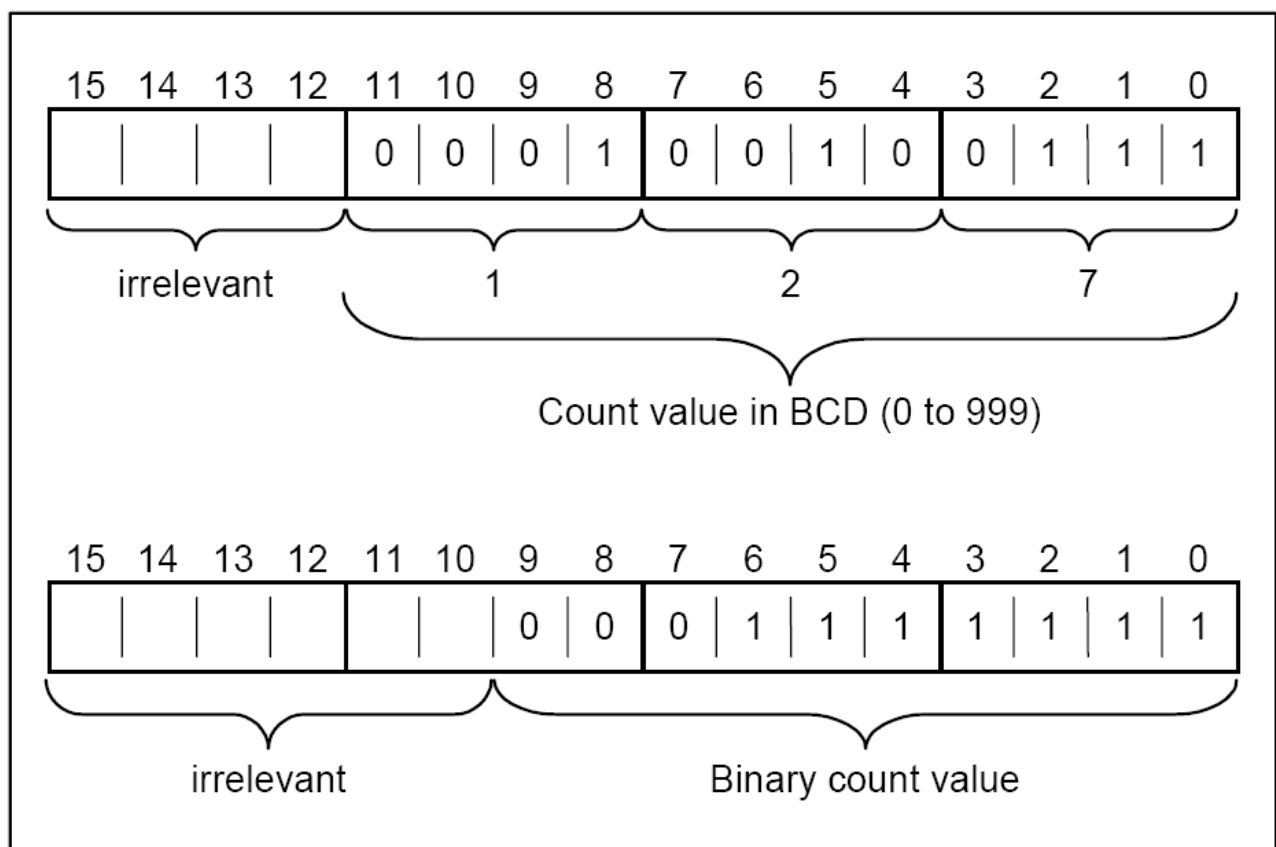 15 14 13 12 11 10 9 8 7 6 5 4 3 2 1 0
0 0 0 1 0 0 1 0 0 1 1 1
irrelevant 1 2 7
Count value in BCD (0 to 999)
15 14 13 12 11 10 9 8 7 6 5 4 3 2 1 0
0 0 0 1 1 1 1 1 1 1
irrelevant Binary count value